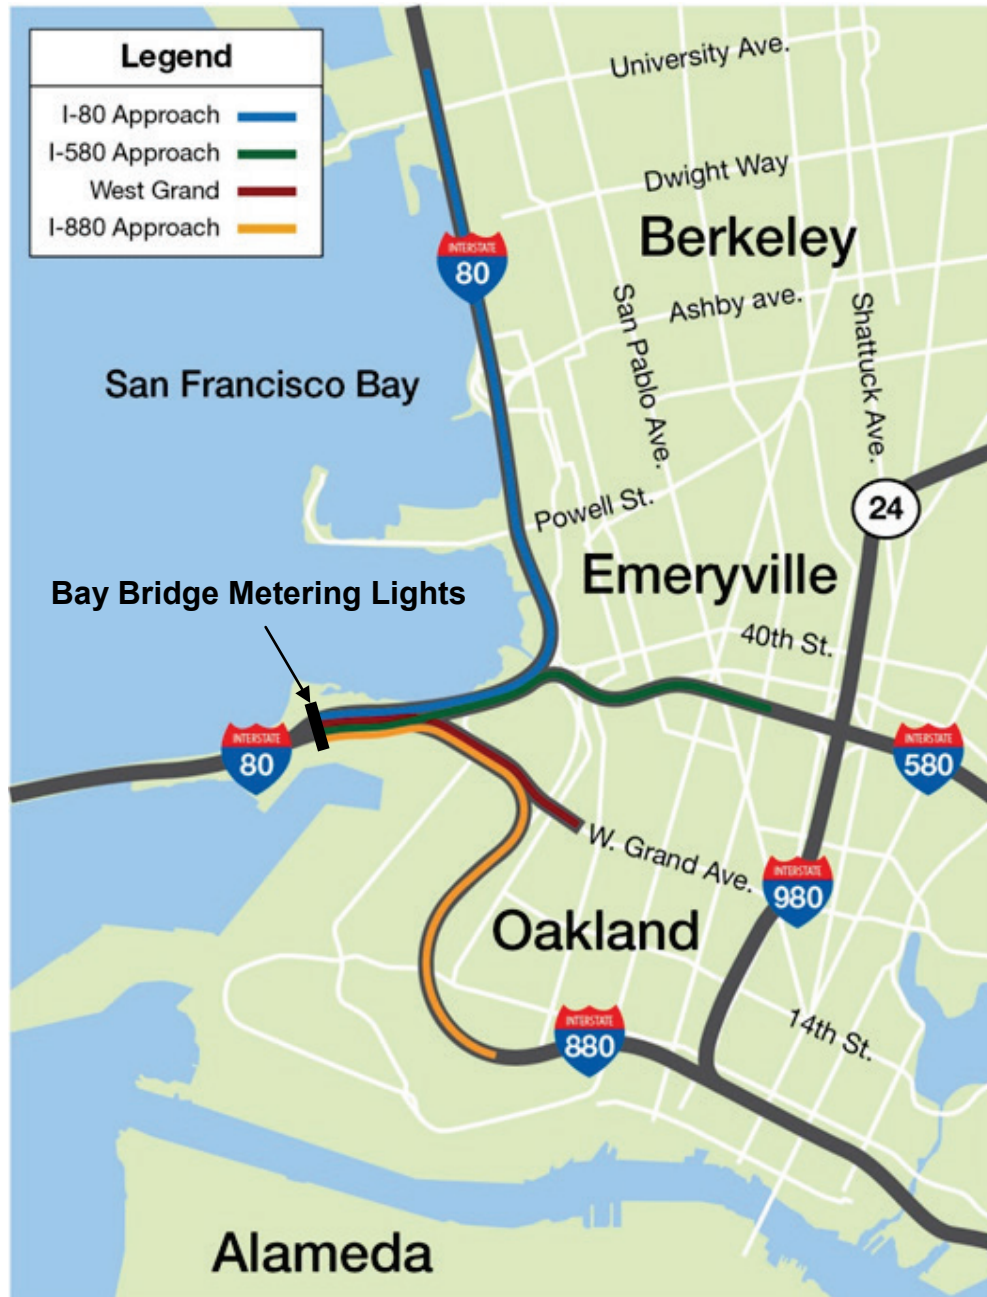 Legend
I-80 Approach
I-580 Approach
West Grand
I-880 Approach
University Ave.
Dwight Way
Berkeley
INTERSTATE
80
San Pablo Ave.
Ashby ave.
Shattuck Ave.
San Francisco Bay
Powell St.
24
Emeryville
Bay Bridge Metering Lights
40th St.
INTERSTATE
80
INTERSTATE
580
W. Grand Ave.
INTERSTATE
980
Oakland
INTERSTATE
880
14th St.
Alameda